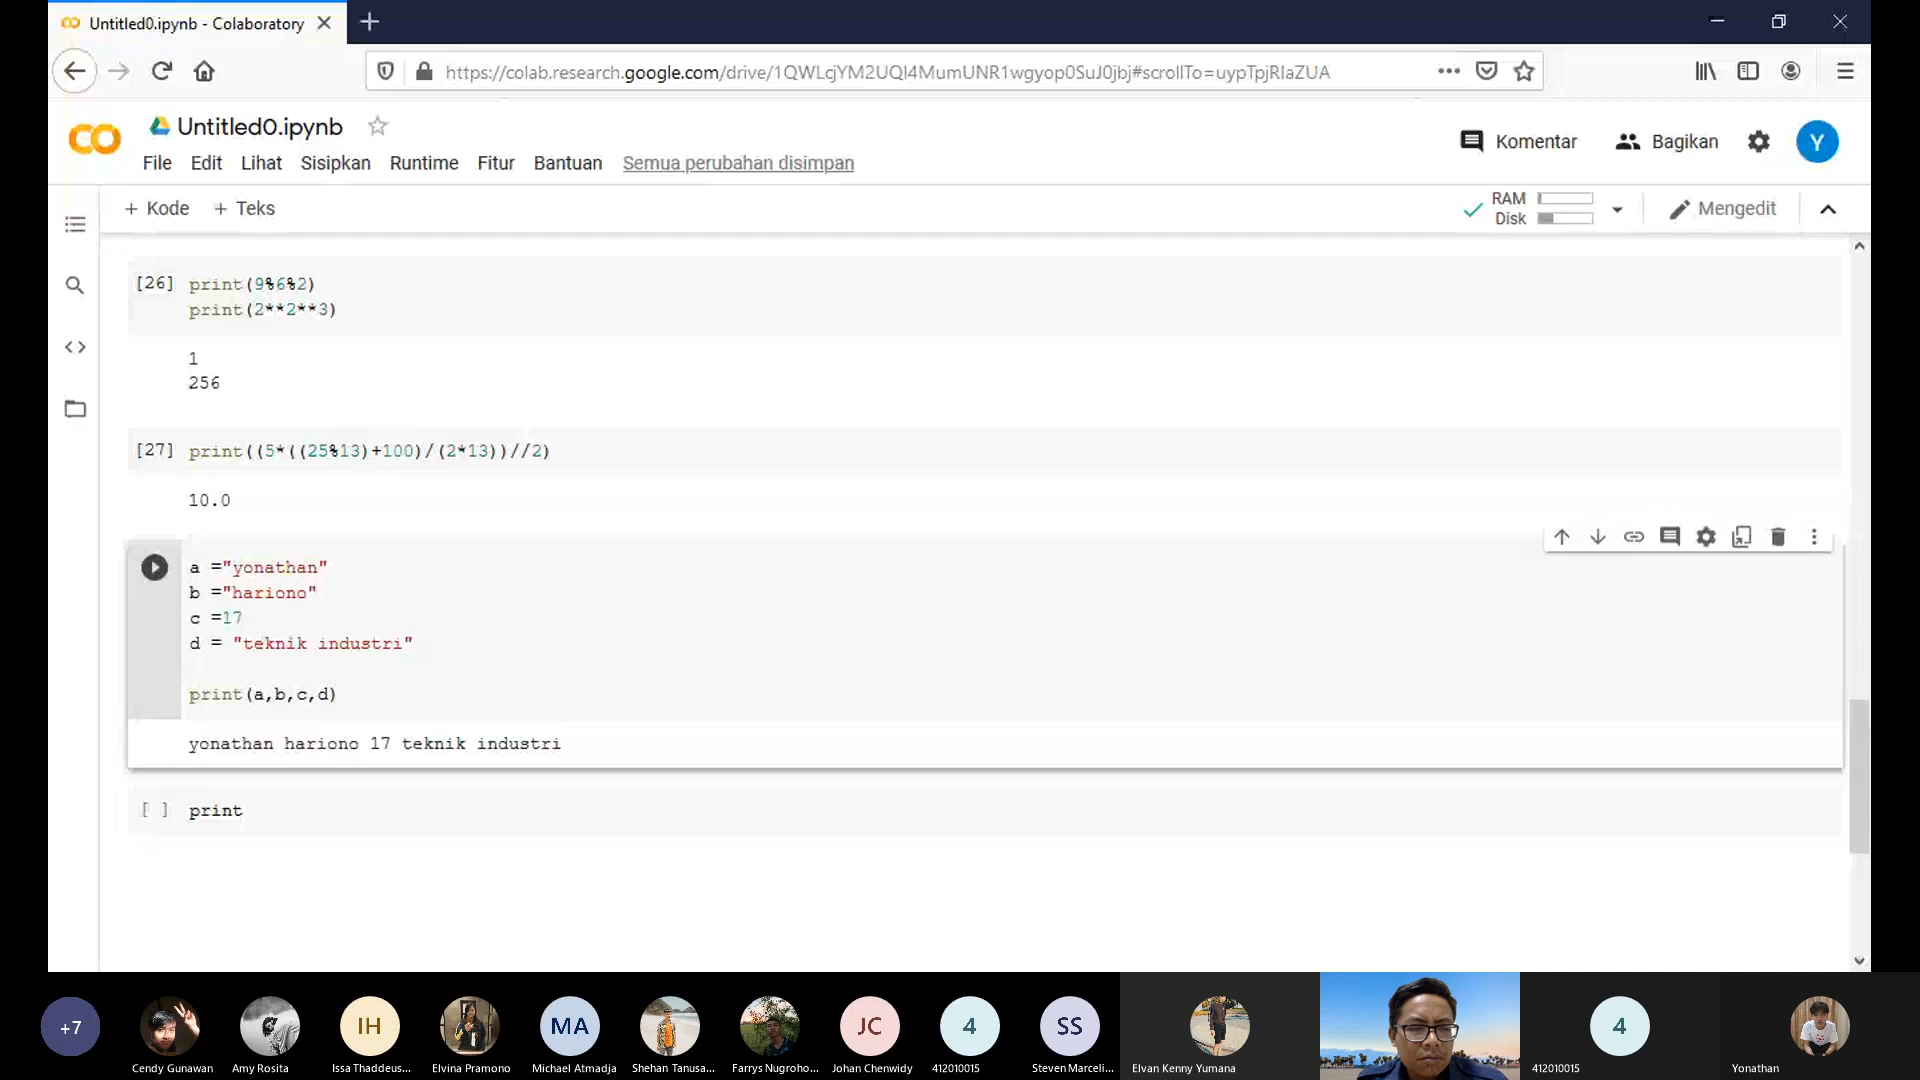 Untitled0.ipynb - Colaboratory
https://colab.research.google.com/drive/1QWLcjYM2UQI4MumUNR1wgyop0SuJ0jbj#scrollTo=uypTpjRIaZUA
Untitled0.ipynb
File Edit Lihat Sisipkan Runtime Fitur Bantuan Semua perubahan disimpan
Komentar Bagikan Y
+ Kode + Teks
RAM
Disk
Mengedit
[26] print(9%6%2)
print(2**2**3)
1
256
[27] print((5*((25%13)+100)/(2*13))//2)
10.0
a ="yonathan"
b ="hariono"
c =17
d = "teknik industri"
print(a,b,c,d)
yonathan hariono 17 teknik industri
[ ] print
+7 IH MA JC 4 SS 4
Cendy Gunawan Amy Rosita Issa Thaddeus... Elvina Pramono Michael Atmadja Shehan Tanusa... Farrys Nugroho... Johan Chenwidy 412010015 Steven Marceli... Elvan Kenny Yumana 412010015 Yonathan